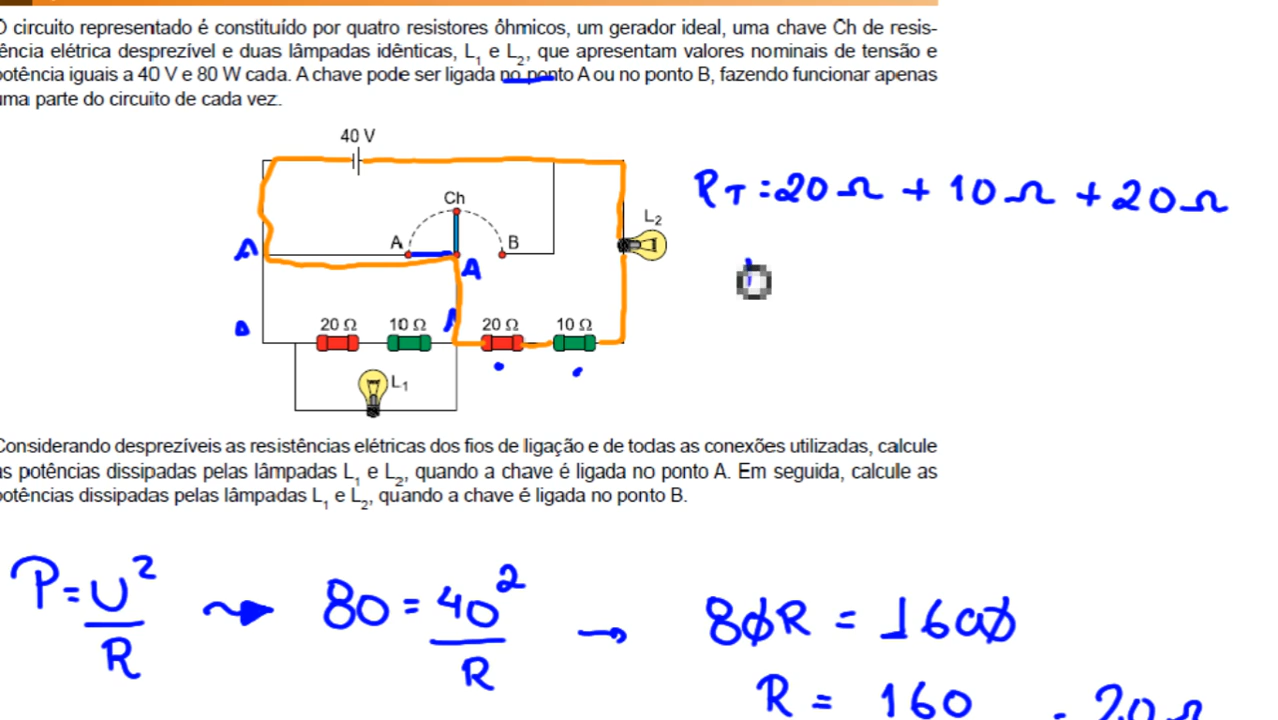 O circuito representado é constituído por quatro resistores ôhmicos, um gerador ideal, uma chave Ch de resis-
ência elétrica desprezível e duas lâmpadas idênticas, L1 e L2, que apresentam valores nominais de tensão e
potência iguais a 40 V e 80 W cada. A chave pode ser ligada no ponto A ou no ponto B, fazendo funcionar apenas
uma parte do circuito de cada vez.
40 V
Ch
L2
A B
A
A
20 Ω 10 Ω 20 Ω 10 Ω
L1
RT = 20Ω + 10Ω + 20Ω
Considerando desprezíveis as resistências elétricas dos fios de ligação e de todas as conexões utilizadas, calcule
as potências dissipadas pelas lâmpadas L1 e L2, quando a chave é ligada no ponto A. Em seguida, calcule as
potências dissipadas pelas lâmpadas L1 e L2, quando a chave é ligada no ponto B.
P = U²/R → 80 = 40²/R → 80R = 1600
R = 160 = 20Ω